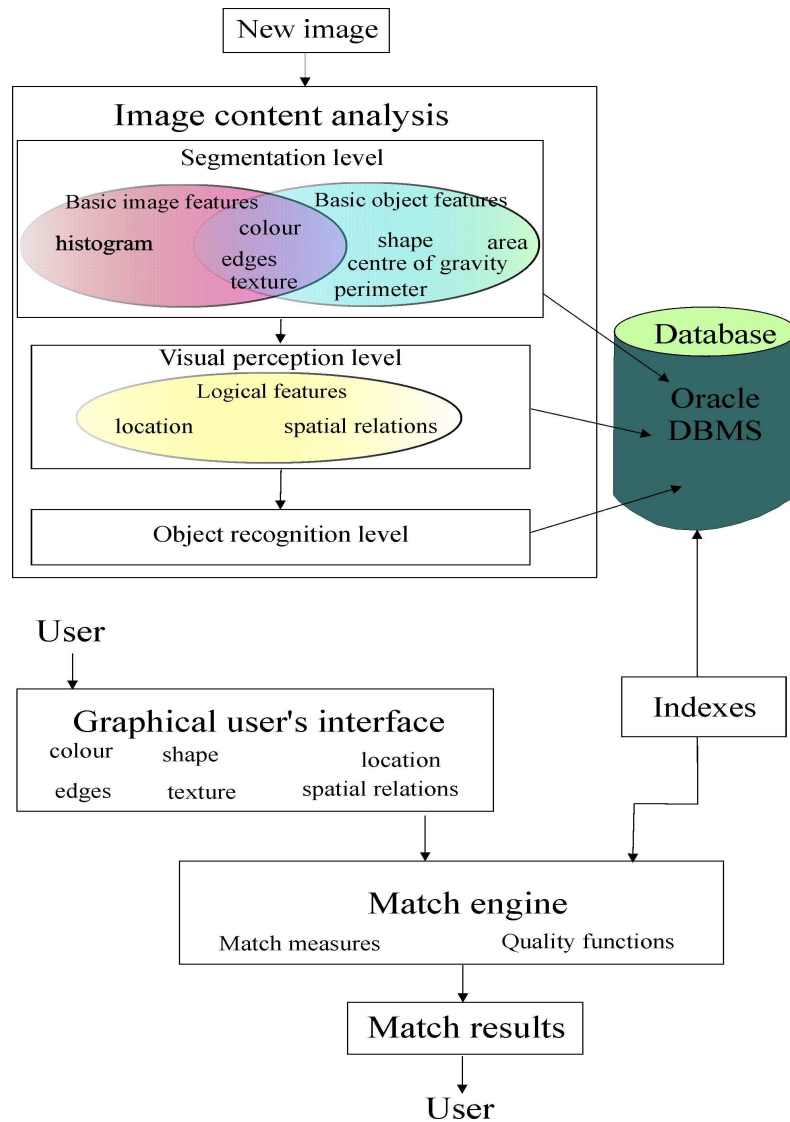 New image
Image content analysis
Segmentation level
Basic image features
Basic object features
histogram
colour
edges
texture
shape
area
centre of gravity
perimeter
Visual perception level
Logical features
location
spatial relations
Object recognition level
Database
Oracle
DBMS
User
Graphical user's interface
colour
shape
location
edges
texture
spatial relations
Indexes
Match engine
Match measures
Quality functions
Match results
User